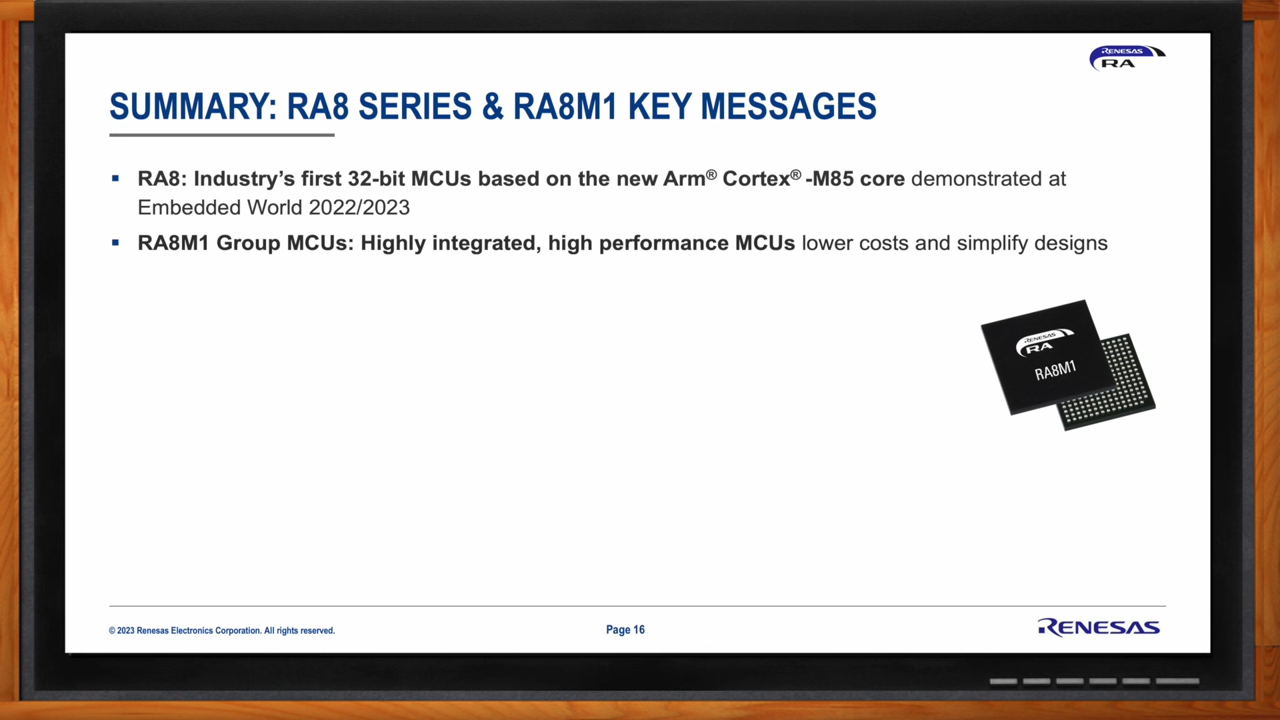 RENESAS
RA
SUMMARY: RA8 SERIES & RA8M1 KEY MESSAGES
▪ RA8: Industry’s first 32-bit MCUs based on the new Arm® Cortex® -M85 core demonstrated at
Embedded World 2022/2023
▪ RA8M1 Group MCUs: Highly integrated, high performance MCUs lower costs and simplify designs
RENESAS
RA
RA8M1
© 2023 Renesas Electronics Corporation. All rights reserved.
Page 16
RENESAS